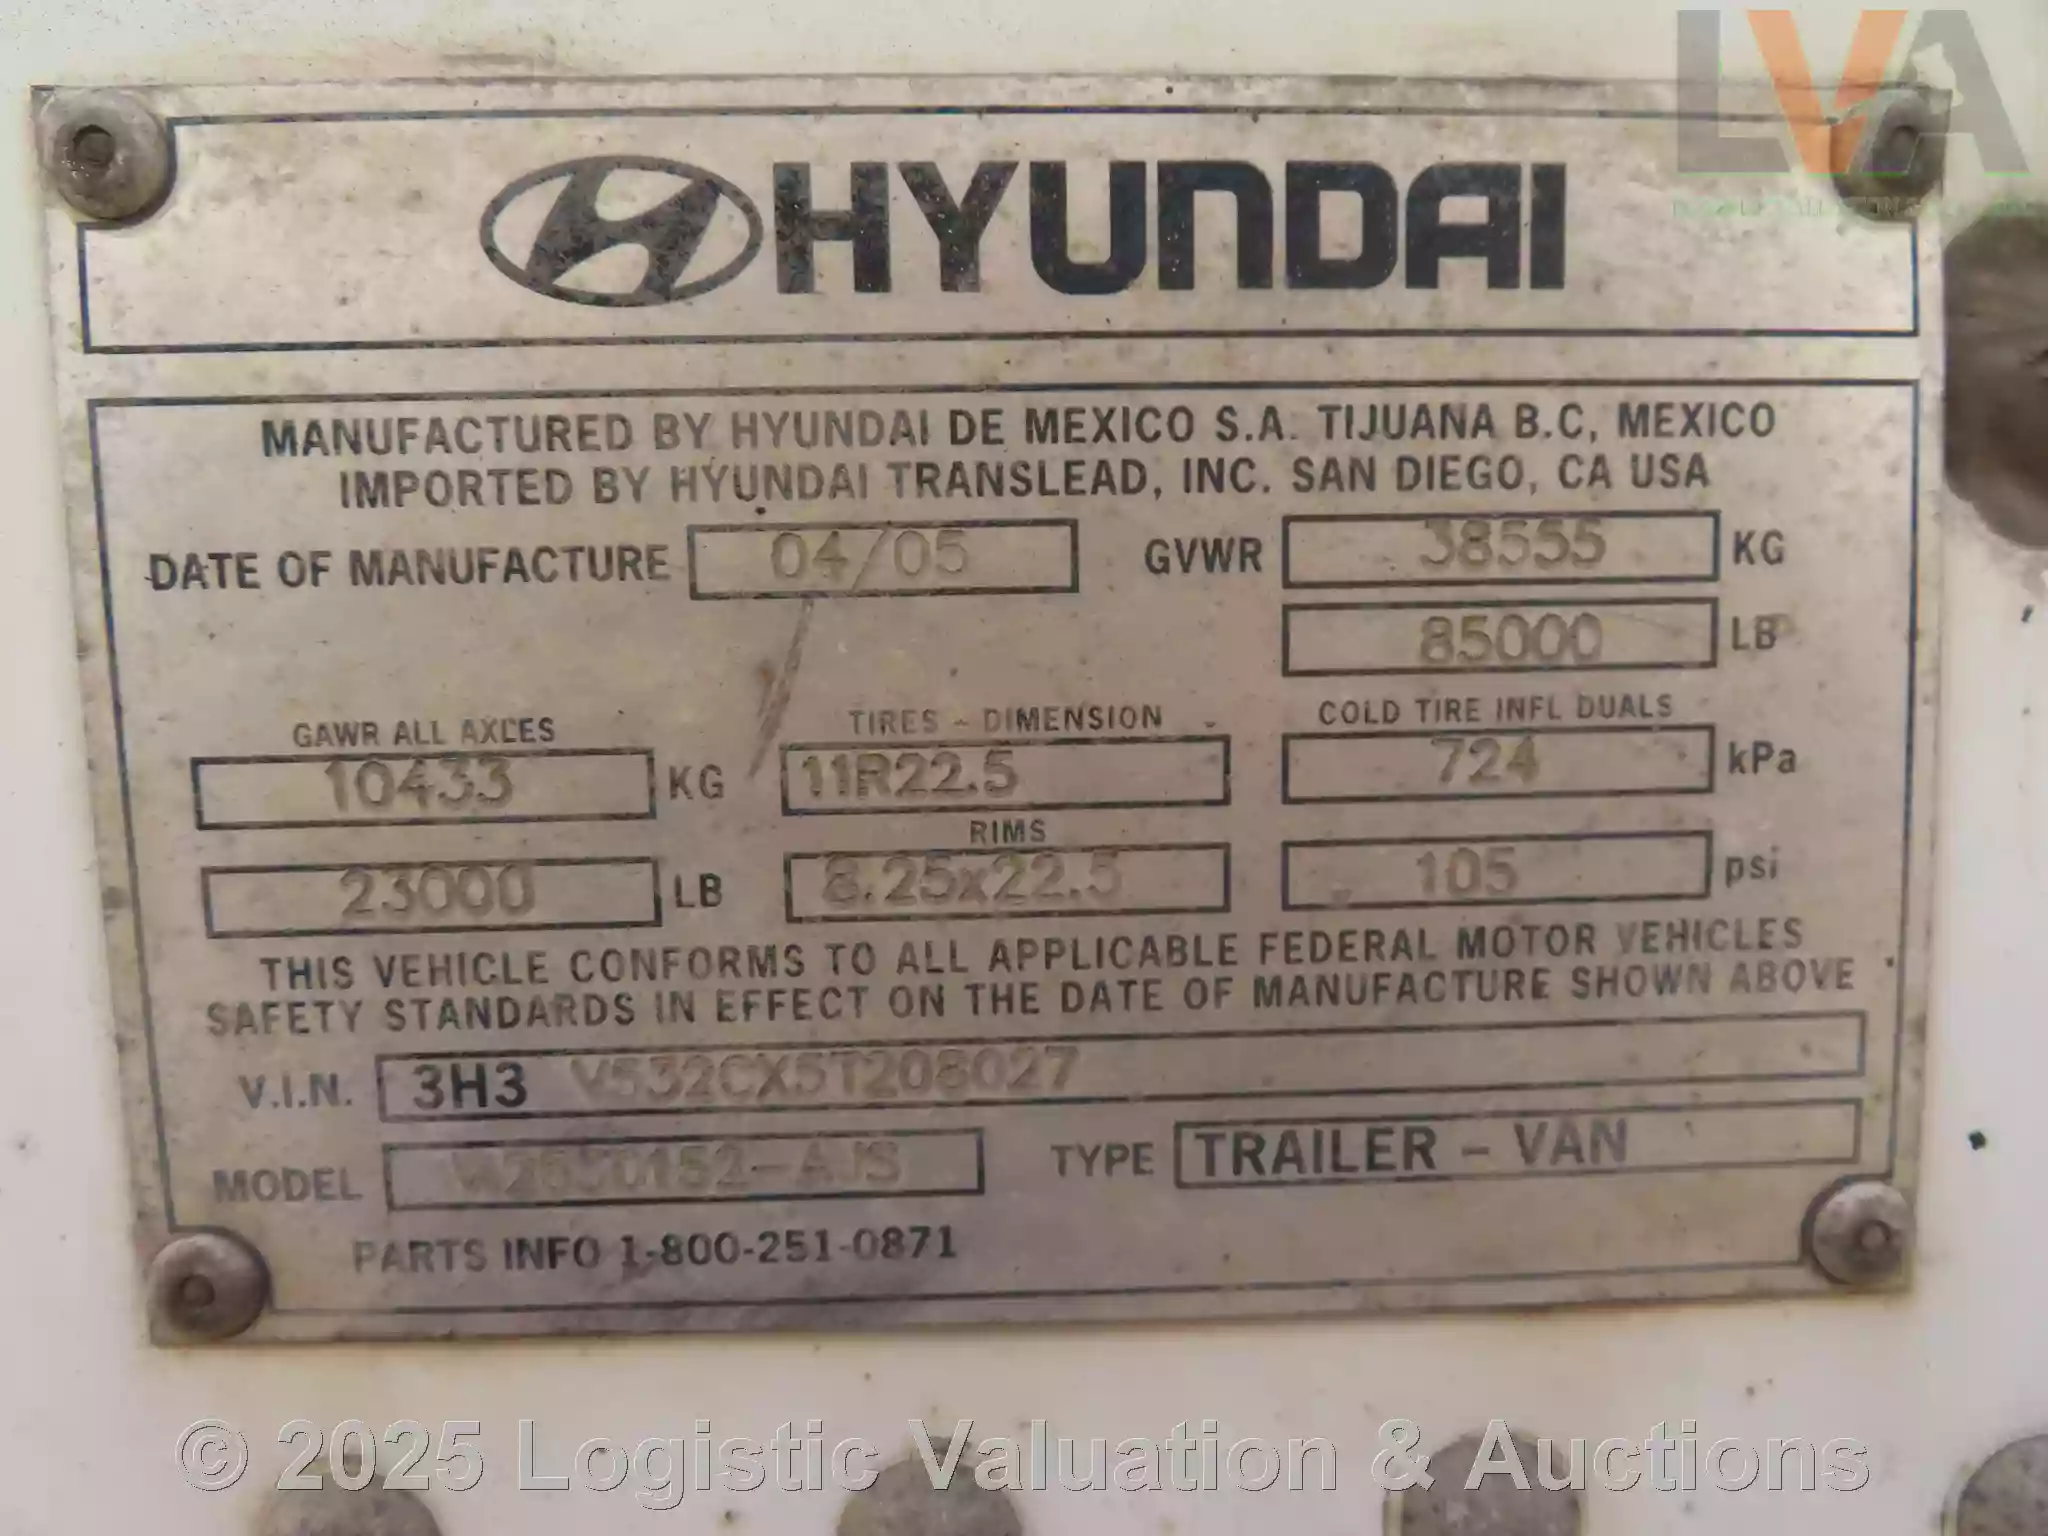 LVA
HYUNDAI
MANUFACTURED BY HYUNDAI DE MEXICO S.A. TIJUANA B.C, MEXICO
IMPORTED BY HYUNDAI TRANSLEAD, INC. SAN DIEGO, CA USA
DATE OF MANUFACTURE 04/05 GVWR 38555 KG
85000 LB
GAWR ALL AXLES TIRES - DIMENSION COLD TIRE INFL DUALS
10433 KG 11R22.5 724 kPa
RIMS
23000 LB 8.25x22.5 105 psi
THIS VEHICLE CONFORMS TO ALL APPLICABLE FEDERAL MOTOR VEHICLES
SAFETY STANDARDS IN EFFECT ON THE DATE OF MANUFACTURE SHOWN ABOVE
V.I.N. 3H3 V532CX5T208027
MODEL TYPE TRAILER - VAN
PARTS INFO 1-800-251-0871
© 2025 Logistic Valuation & Auctions